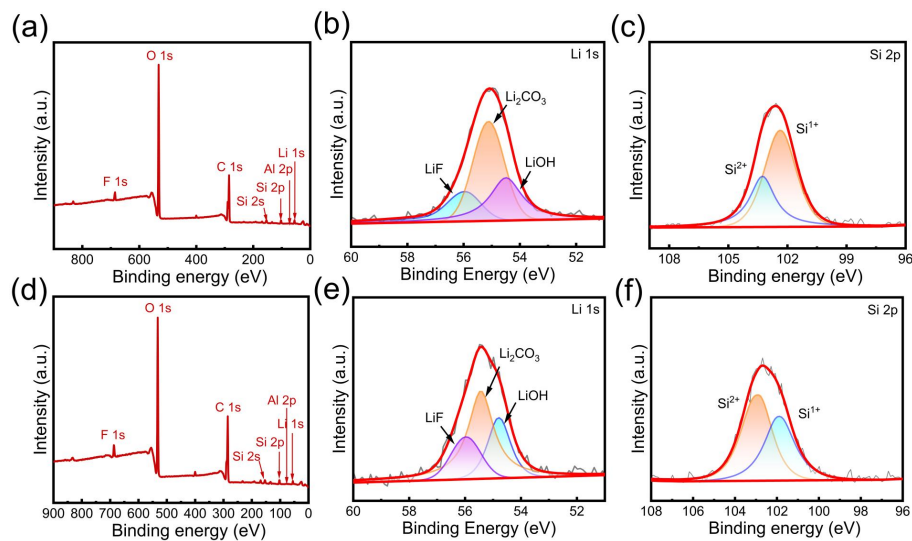 (a)
O 1s
F 1s
C 1s
Li 1s
Al 2p
Si 2p
Si 2s
Intensity (a.u.)
800 600 400 200 0
Binding energy (eV)
(b)
Li 1s
Li₂CO₃
LiF
LiOH
Intensity (a.u.)
60 58 56 54 52
Binding Energy (eV)
(c)
Si 2p
Si¹⁺
Si²⁺
Intensity (a.u.)
108 105 102 99 96
Binding energy (eV)
(d)
O 1s
F 1s
C 1s
Al 2p
Li 1s
Si 2p
Si 2s
Intensity (a.u.)
900 800 700 600 500 400 300 200 100 0
Binding energy (eV)
(e)
Li 1s
Li₂CO₃
LiOH
LiF
Intensity (a.u.)
60 58 56 54 52
Binding Energy (eV)
(f)
Si 2p
Si²⁺
Si¹⁺
Intensity (a.u.)
108 106 104 102 100 98 96
Binding energy (eV)